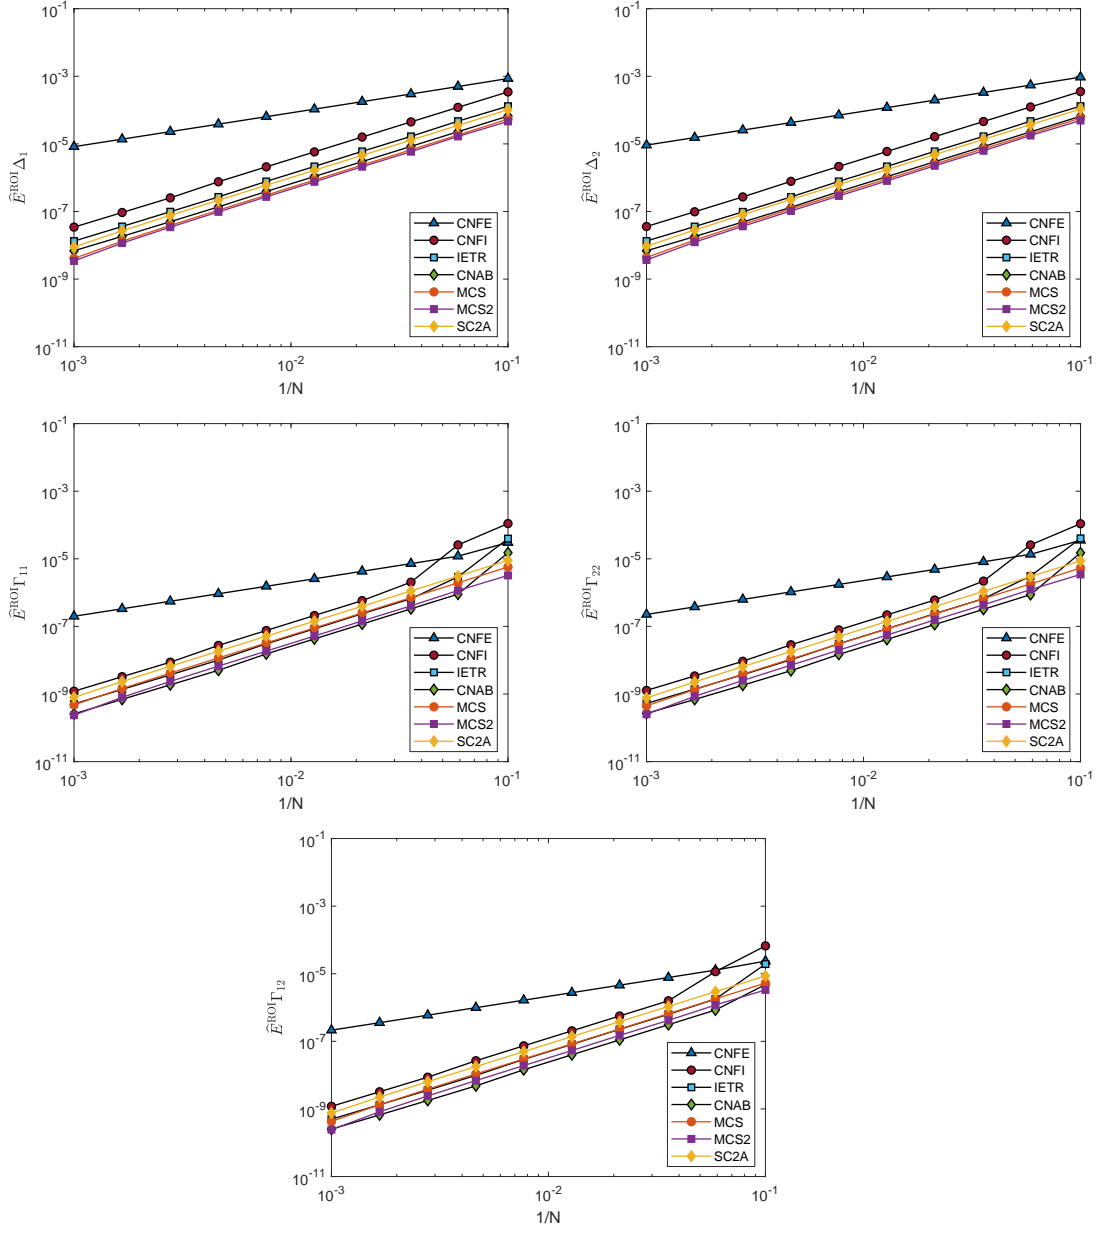 10^-1
10^-3
10^-5
10^-7
10^-9
10^-11
Ê^ROI Δ_1
CNFE
CNFI
IETR
CNAB
MCS
MCS2
SC2A
10^-3
10^-2
10^-1
1/N
10^-1
10^-3
10^-5
10^-7
10^-9
10^-11
Ê^ROI Δ_2
CNFE
CNFI
IETR
CNAB
MCS
MCS2
SC2A
10^-3
10^-2
10^-1
1/N
10^-1
10^-3
10^-5
10^-7
10^-9
10^-11
Ê^ROI Γ_11
CNFE
CNFI
IETR
CNAB
MCS
MCS2
SC2A
10^-3
10^-2
10^-1
1/N
10^-1
10^-3
10^-5
10^-7
10^-9
10^-11
Ê^ROI Γ_22
CNFE
CNFI
IETR
CNAB
MCS
MCS2
SC2A
10^-3
10^-2
10^-1
1/N
10^-1
10^-3
10^-5
10^-7
10^-9
10^-11
Ê^ROI Γ_12
CNFE
CNFI
IETR
CNAB
MCS
MCS2
SC2A
10^-3
10^-2
10^-1
1/N